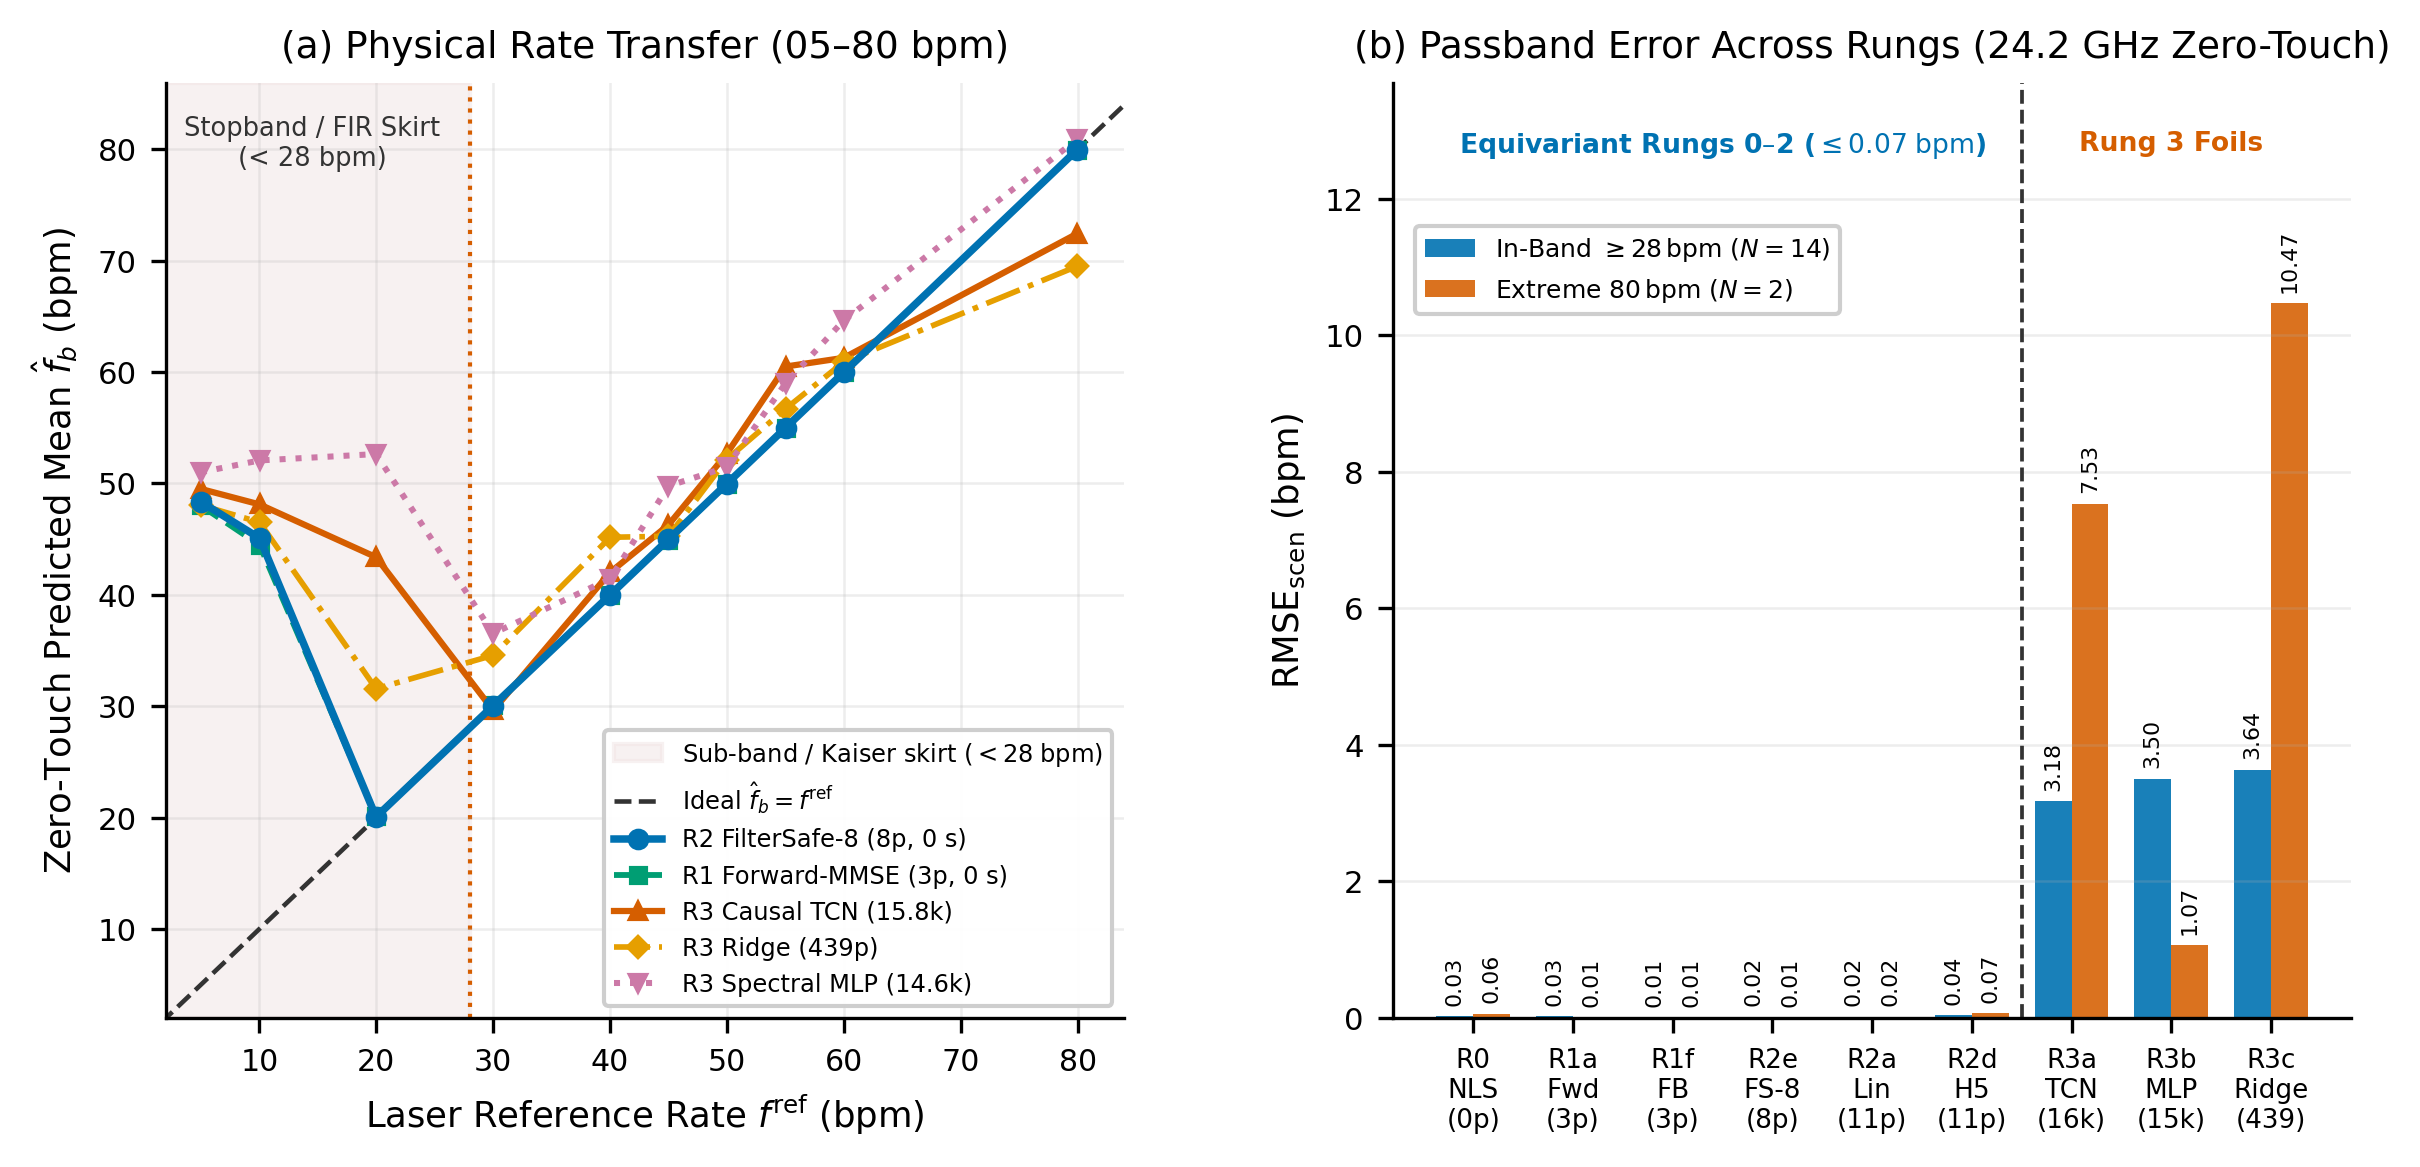 (a) Physical Rate Transfer (05–80 bpm)
Stopband / FIR Skirt
(< 28 bpm)
Zero-Touch Predicted Mean f̂_b (bpm)
80
70
60
50
40
30
20
10
10 20 30 40 50 60 70 80
Laser Reference Rate f^ref (bpm)
Sub-band / Kaiser skirt (< 28 bpm)
Ideal f̂_b = f^ref
R2 FilterSafe-8 (8p, 0 s)
R1 Forward-MMSE (3p, 0 s)
R3 Causal TCN (15.8k)
R3 Ridge (439p)
R3 Spectral MLP (14.6k)
(b) Passband Error Across Rungs (24.2 GHz Zero-Touch)
Equivariant Rungs 0–2 (≤0.07 bpm)
Rung 3 Foils
In-Band ≥28 bpm (N = 14)
Extreme 80 bpm (N = 2)
RMSE_scen (bpm)
12
10
8
6
4
2
0
0.03 0.06 0.03 0.01 0.01 0.01 0.02 0.01 0.02 0.02 0.04 0.07 3.18 7.53 3.50 1.07 3.64 10.47
R0 R1a R1f R2e R2a R2d R3a R3b R3c
NLS Fwd FB FS-8 Lin H5 TCN MLP Ridge
(0p) (3p) (3p) (8p) (11p) (11p) (16k) (15k) (439)